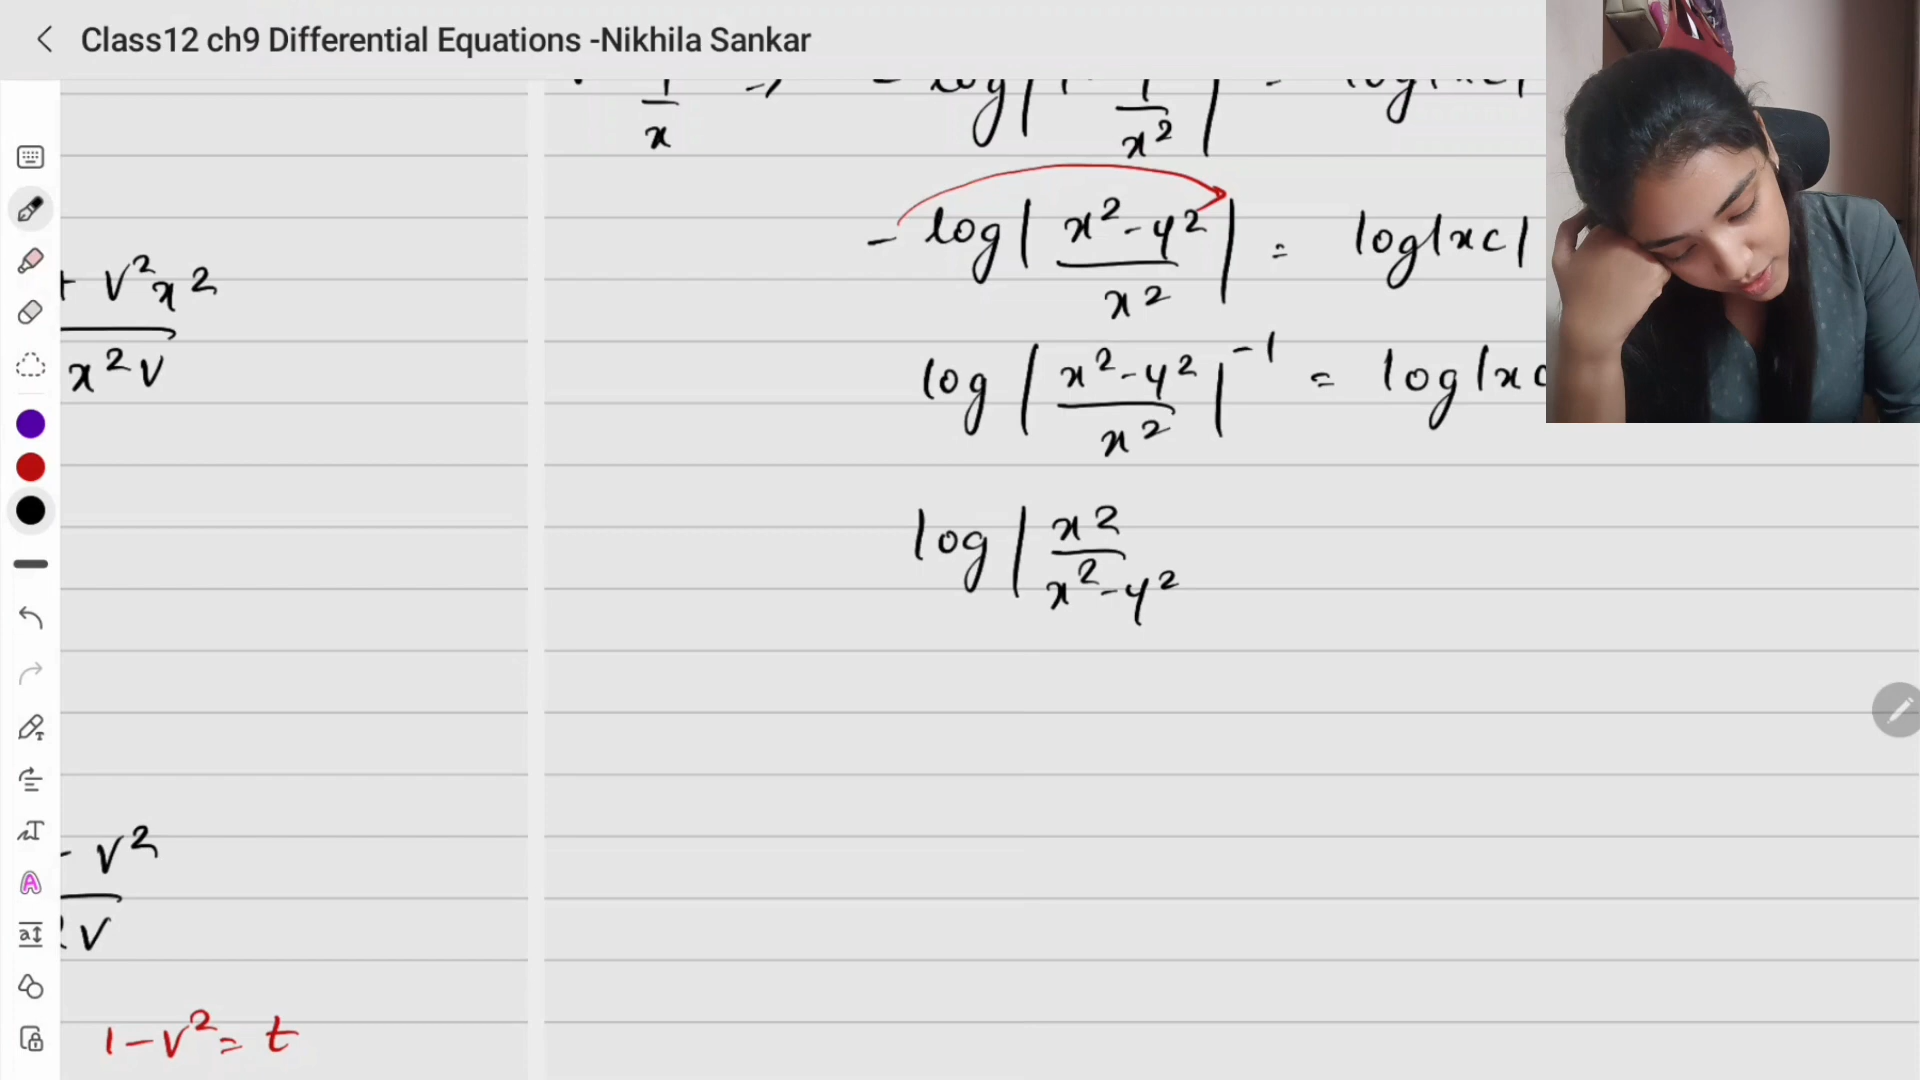 Class12 ch9 Differential Equations -Nikhila Sankar
1/x
- log | x² - y² / x² | = log |xc|
+ v²x² / x²v
log | x² - y² / x² |⁻¹ = log |x
log | x² / x² - y²
- v² / v
1 - v² = t